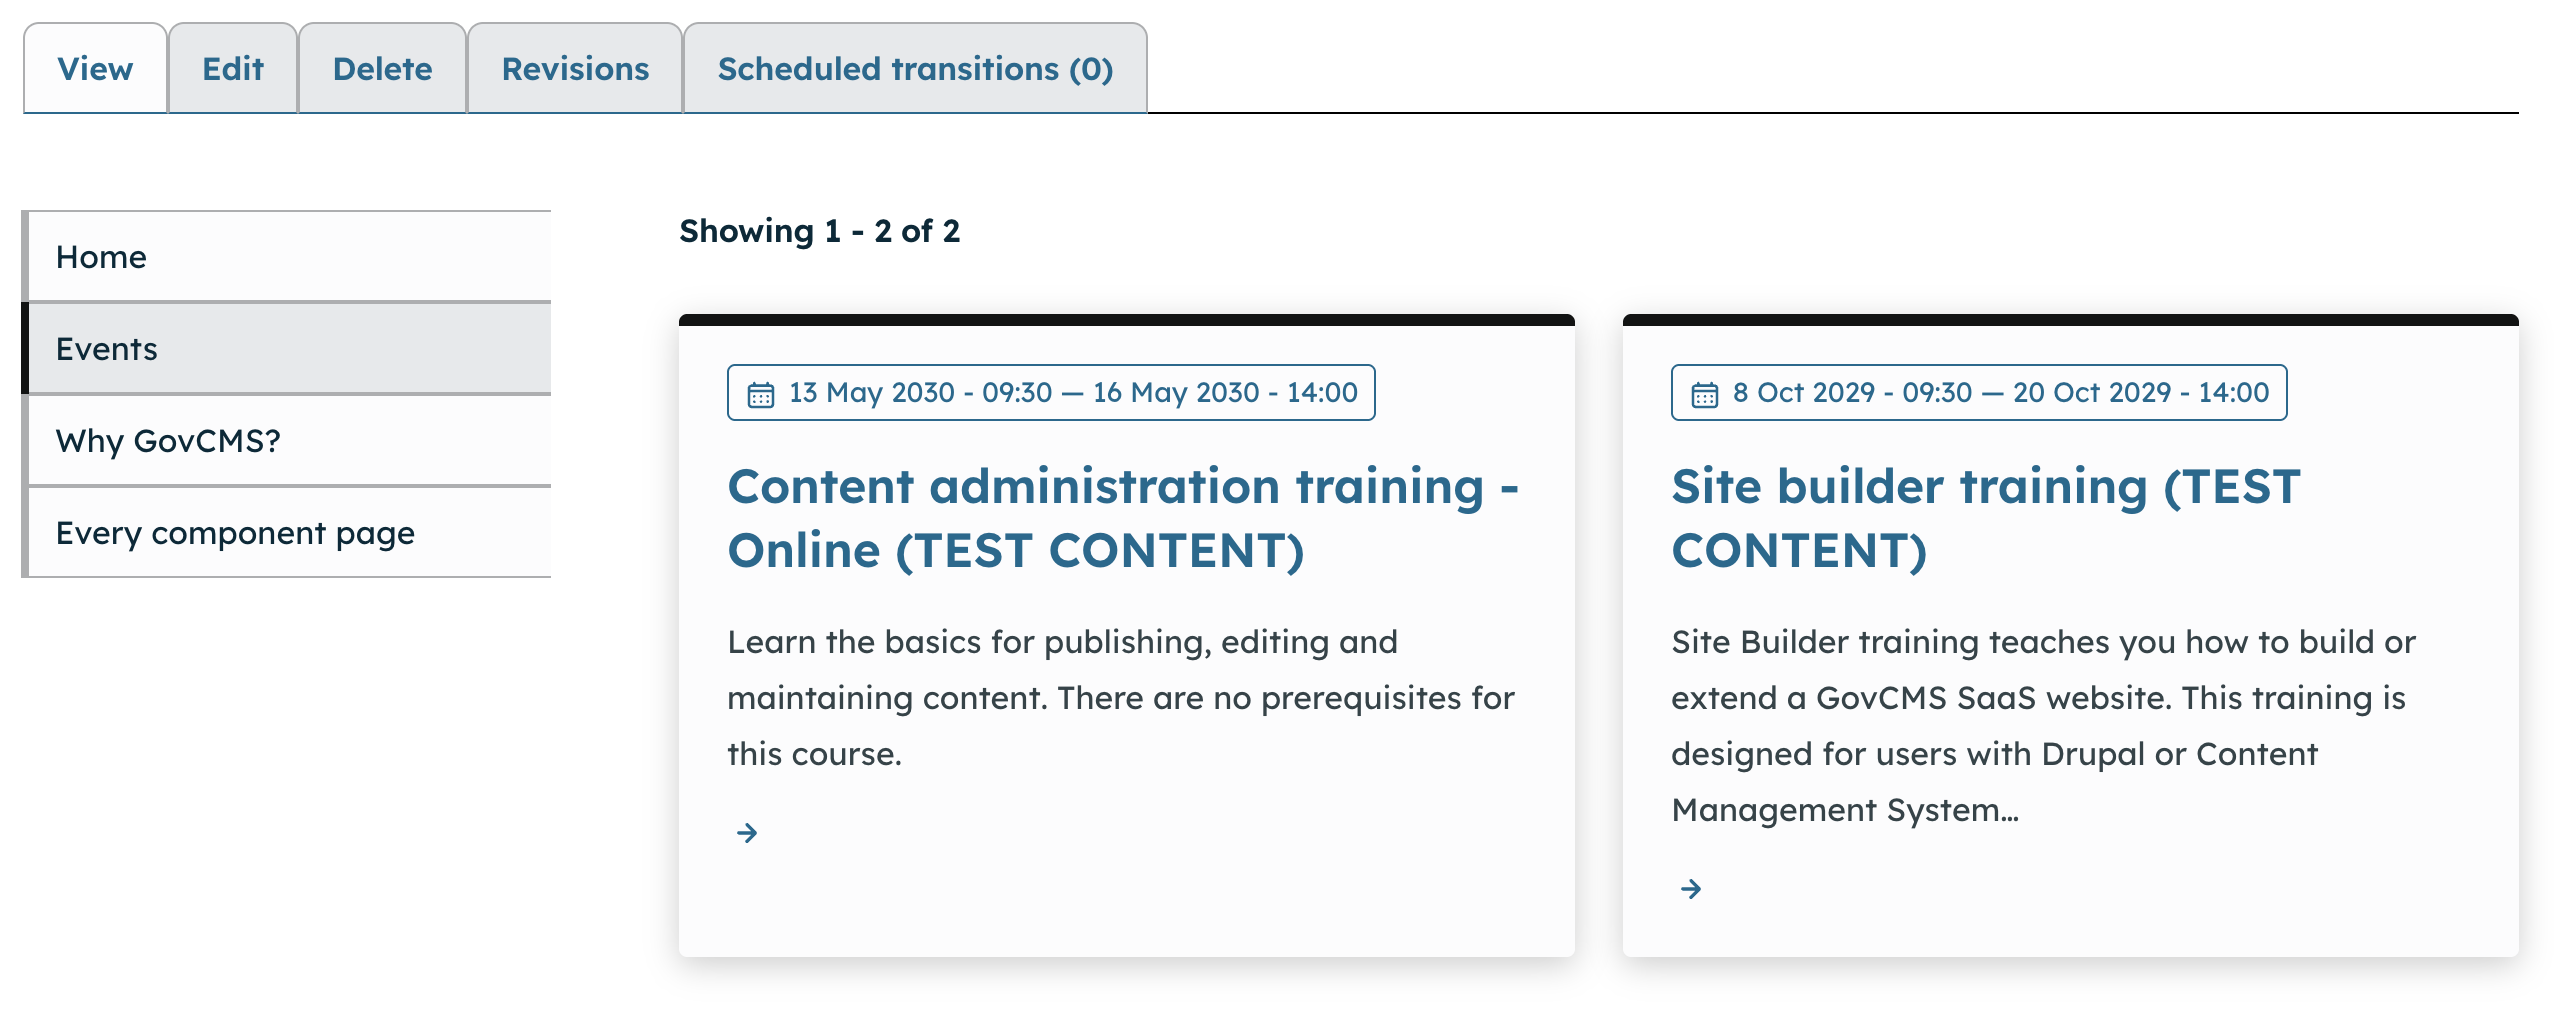 View
Edit
Delete
Revisions
Scheduled transitions (0)
Home
Events
Why GovCMS?
Every component page
Showing 1 - 2 of 2
13 May 2030 - 09:30 — 16 May 2030 - 14:00
Content administration training -
Online (TEST CONTENT)
Learn the basics for publishing, editing and
maintaining content. There are no prerequisites for
this course.
8 Oct 2029 - 09:30 — 20 Oct 2029 - 14:00
Site builder training (TEST
CONTENT)
Site Builder training teaches you how to build or
extend a GovCMS SaaS website. This training is
designed for users with Drupal or Content
Management System…